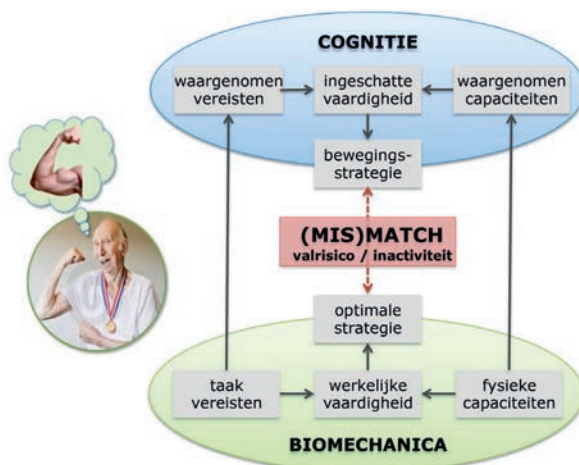 COGNITIE
waargenomen
vereisten
ingeschatte
vaardigheid
waargenomen
capaciteiten
bewegings-
strategie
(MIS)MATCH
valrisico / inactiviteit
optimale
strategie
taak
vereisten
werkelijke
vaardigheid
fysieke
capaciteiten
BIOMECHANICA